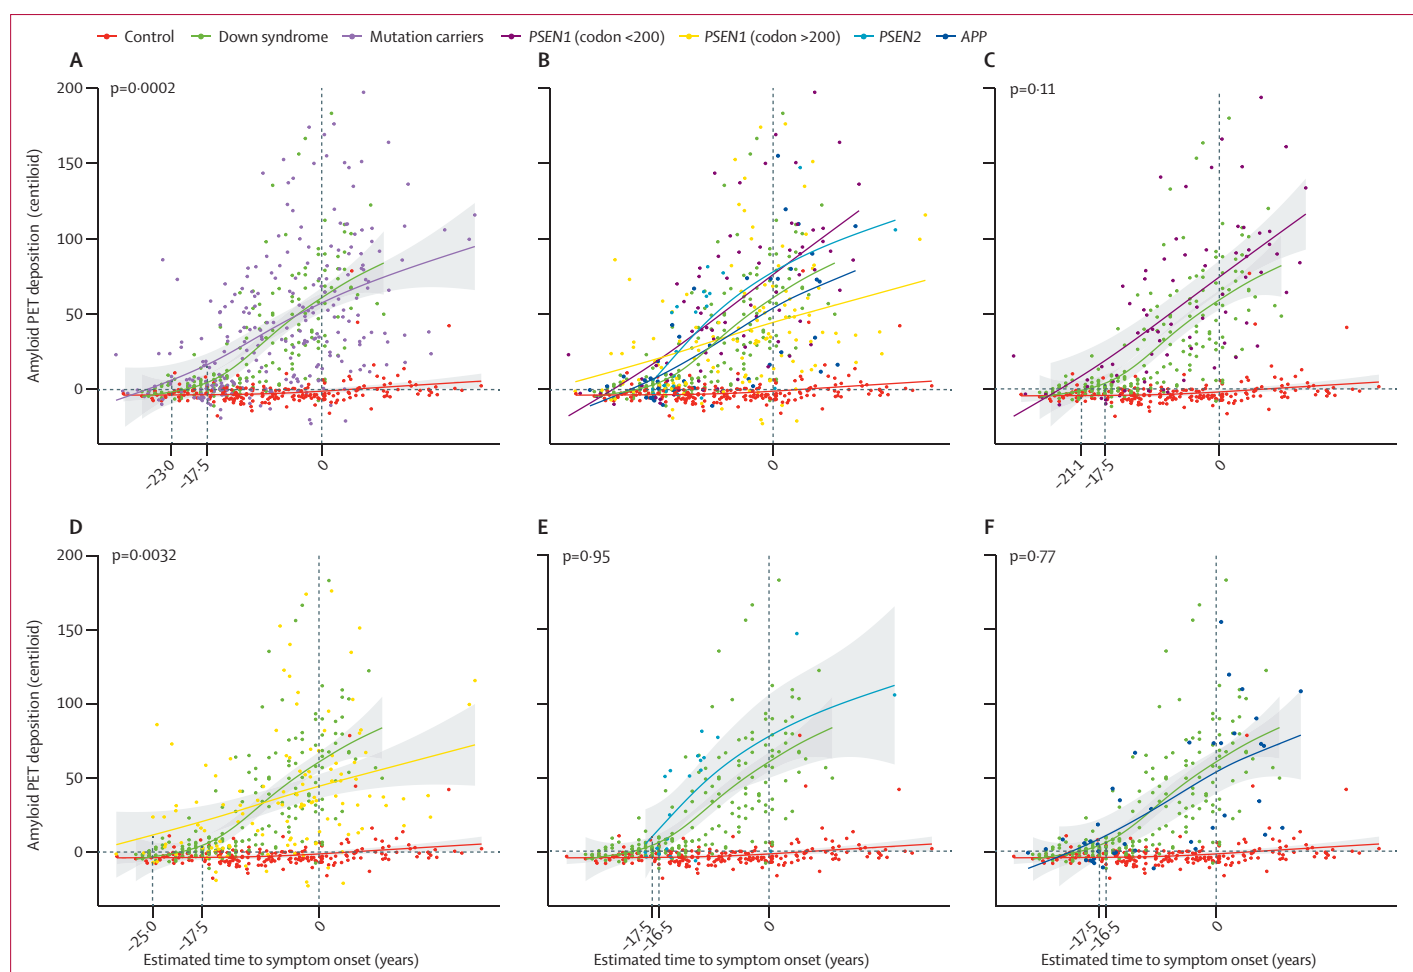 Control Down syndrome Mutation carriers PSEN1 (codon <200) PSEN1 (codon >200) PSEN2 APP
A B C
p=0·0002 p=0·11
Amyloid PET deposition (centiloid)
200
150
100
50
0
–23·0 –17·5 0
0
–21·1 –17·5 0
D E F
p=0·0032 p=0·95 p=0·77
Amyloid PET deposition (centiloid)
200
150
100
50
0
–25·0 –17·5 0
–17·5 –16·5 0
–17·5 –16·5 0
Estimated time to symptom onset (years) Estimated time to symptom onset (years) Estimated time to symptom onset (years)